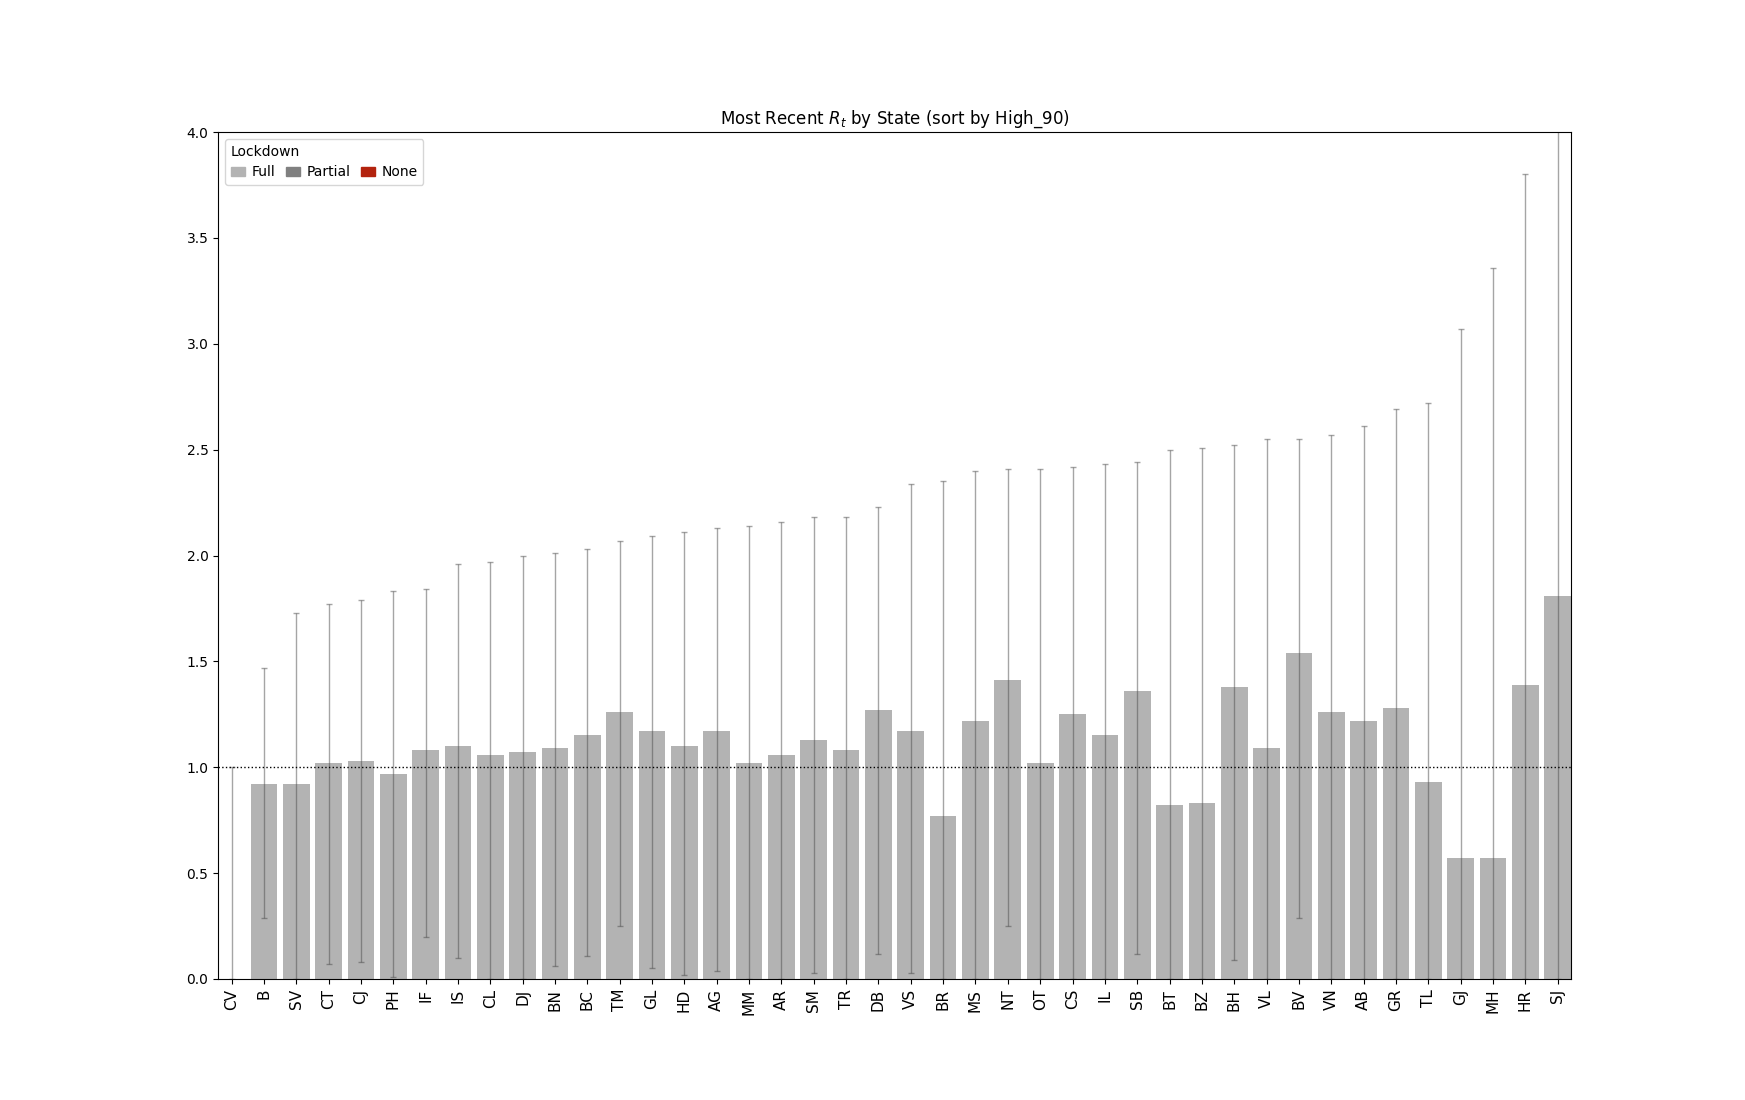 Most Recent R_t by State (sort by High_90)
Lockdown
Full Partial None
4.0
3.5
3.0
2.5
2.0
1.5
1.0
0.5
0.0
CV B SV CT CJ PH IF IS CL DJ BN BC TM GL HD AG MM AR SM TR DB VS BR MS NT OT CS IL SB BT BZ BH VL BV VN AB GR TL GJ MH HR SJ